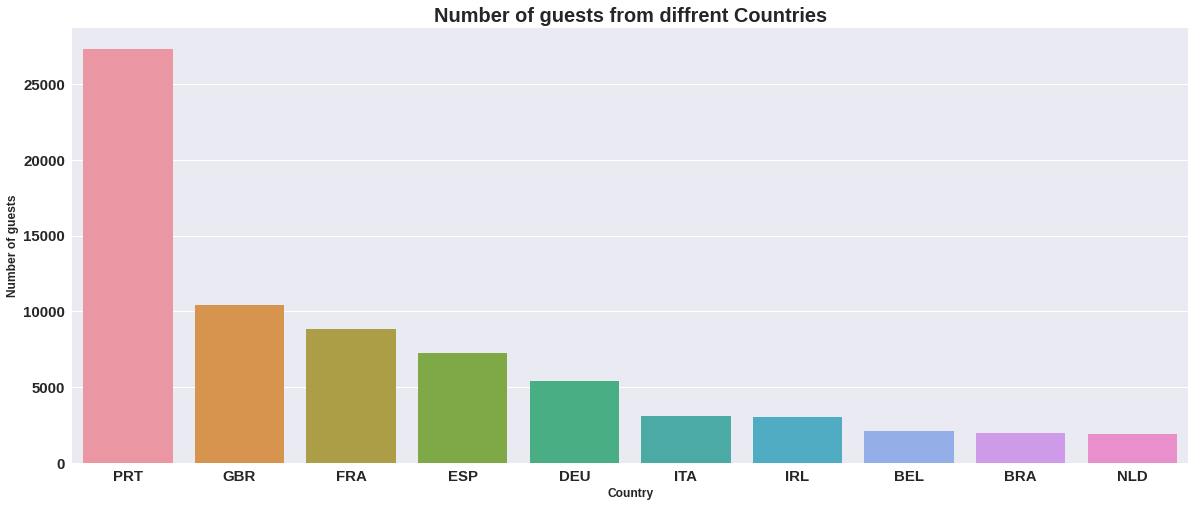 Number of guests from diffrent Countries
Number of guests
25000
20000
15000
10000
5000
0
PRT GBR FRA ESP DEU ITA IRL BEL BRA NLD
Country